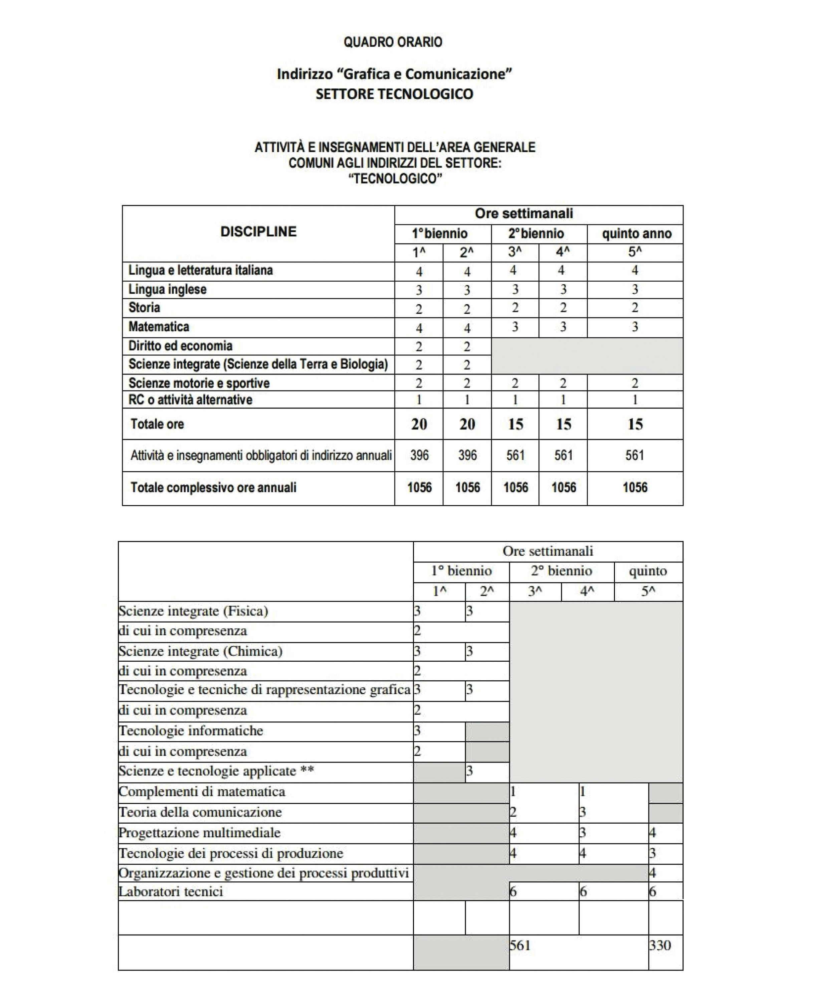 QUADRO ORARIO
Indirizzo “Grafica e Comunicazione”
SETTORE TECNOLOGICO
ATTIVITÀ E INSEGNAMENTI DELL’AREA GENERALE
COMUNI AGLI INDIRIZZI DEL SETTORE:
“TECNOLOGICO”
DISCIPLINE
Ore settimanali
1° biennio 2° biennio quinto anno
1^ 2^ 3^ 4^ 5^
Lingua e letteratura italiana 4 4 4 4 4
Lingua inglese 3 3 3 3 3
Storia 2 2 2 2 2
Matematica 4 4 3 3 3
Diritto ed economia 2 2
Scienze integrate (Scienze della Terra e Biologia) 2 2
Scienze motorie e sportive 2 2 2 2 2
RC o attività alternative 1 1 1 1 1
Totale ore 20 20 15 15 15
Attività e insegnamenti obbligatori di indirizzo annuali 396 396 561 561 561
Totale complessivo ore annuali 1056 1056 1056 1056 1056
Ore settimanali
1° biennio 2° biennio quinto
1^ 2^ 3^ 4^ 5^
Scienze integrate (Fisica) 3 3
di cui in compresenza 2
Scienze integrate (Chimica) 3 3
di cui in compresenza 2
Tecnologie e tecniche di rappresentazione grafica 3 3
di cui in compresenza 2
Tecnologie informatiche 3
di cui in compresenza 2
Scienze e tecnologie applicate ** 3
Complementi di matematica 1 1
Teoria della comunicazione 2 3
Progettazione multimediale 4 3 4
Tecnologie dei processi di produzione 4 4 3
Organizzazione e gestione dei processi produttivi 4
Laboratori tecnici 6 6 6
561 330